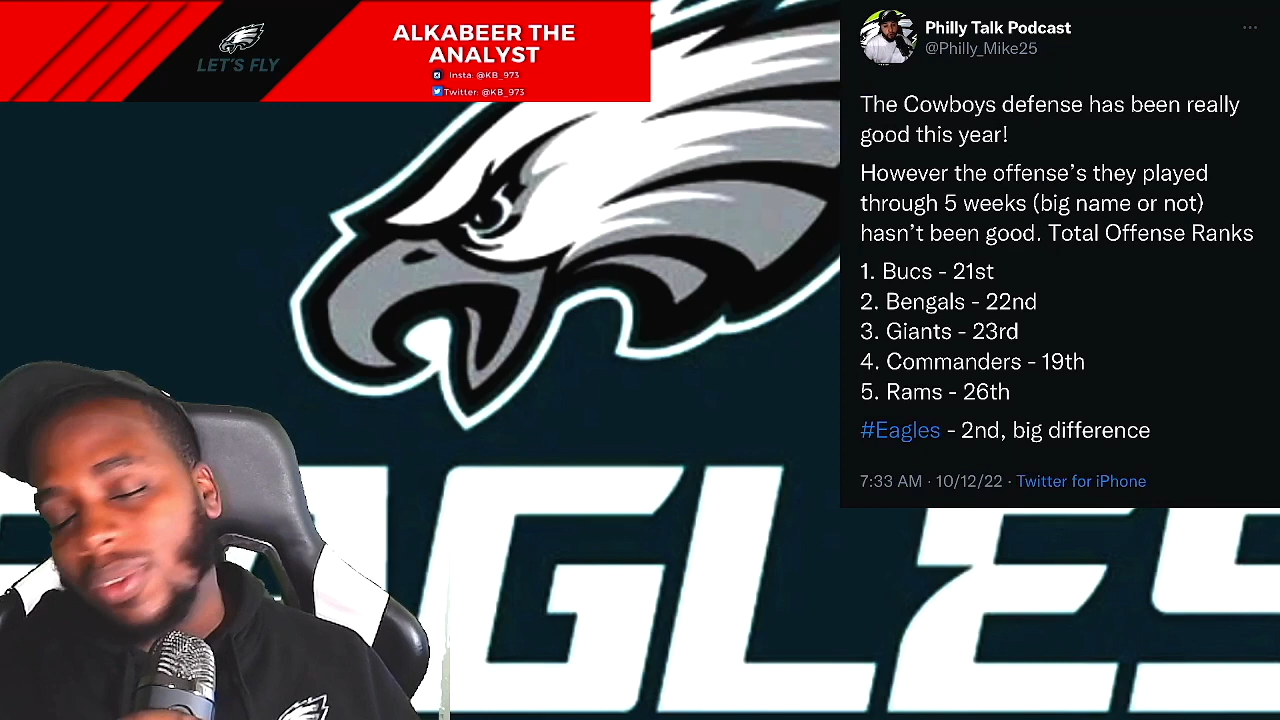 LET'S FLY
ALKABEER THE
ANALYST
Insta: @KB_973
Twitter: @KB_973
Philly Talk Podcast
@Philly_Mike25
The Cowboys defense has been really
good this year!
However the offense’s they played
through 5 weeks (big name or not)
hasn’t been good. Total Offense Ranks
1. Bucs - 21st
2. Bengals - 22nd
3. Giants - 23rd
4. Commanders - 19th
5. Rams - 26th
#Eagles - 2nd, big difference
7:33 AM · 10/12/22 · Twitter for iPhone
EAGLES